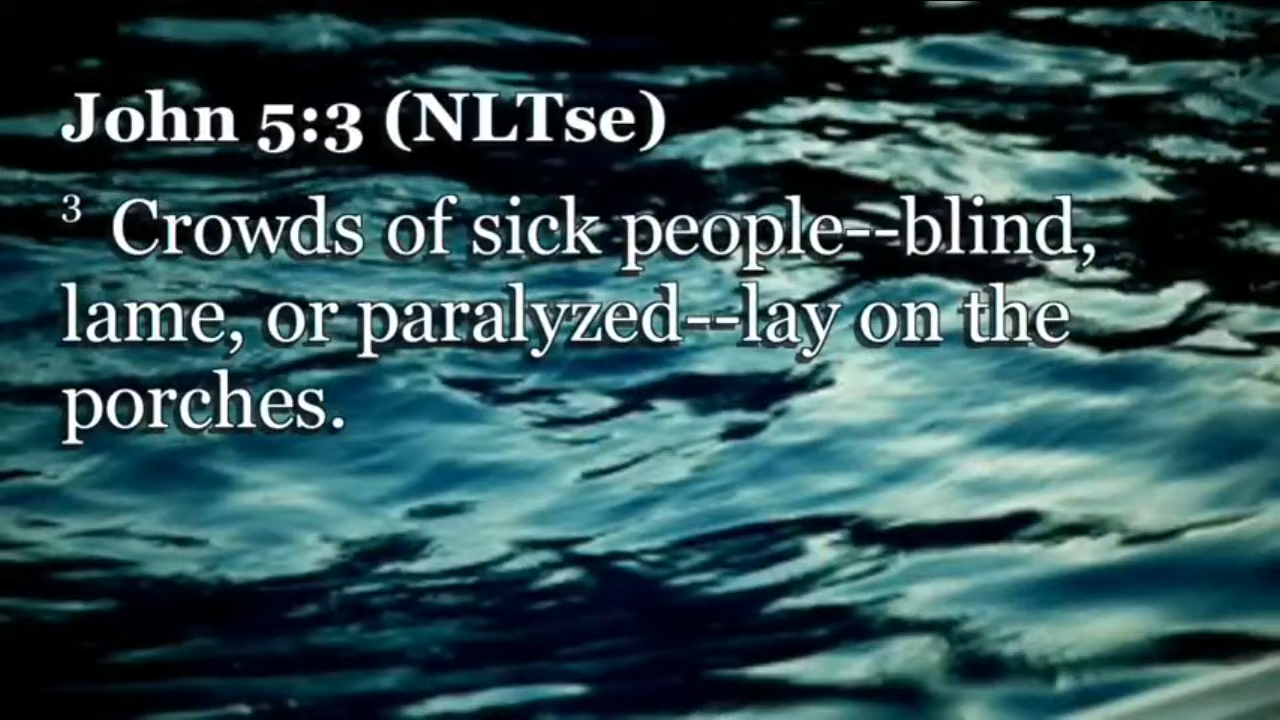 John 5:3 (NLTse)
3 Crowds of sick people--blind,
lame, or paralyzed--lay on the
porches.